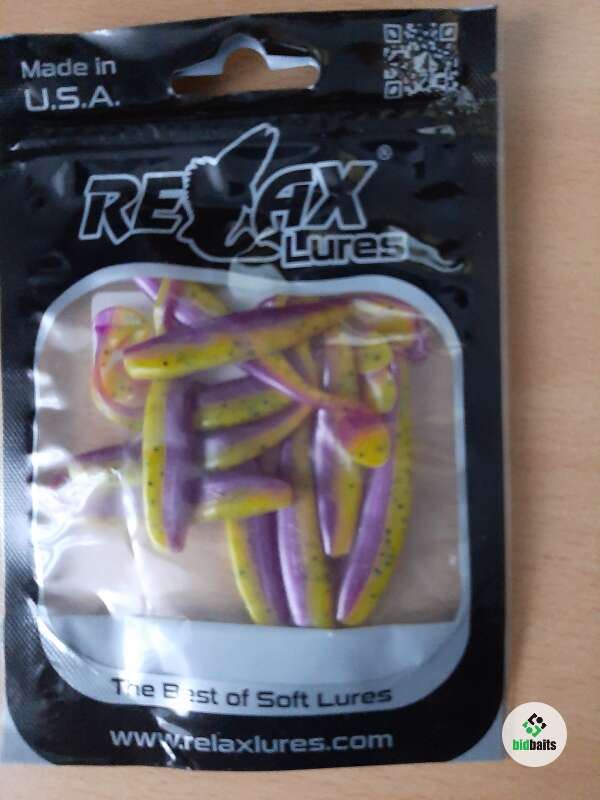 Made in
U.S.A.
RELAX®
Lures
The Best of Soft Lures
www.relaxlures.com
bidbaits